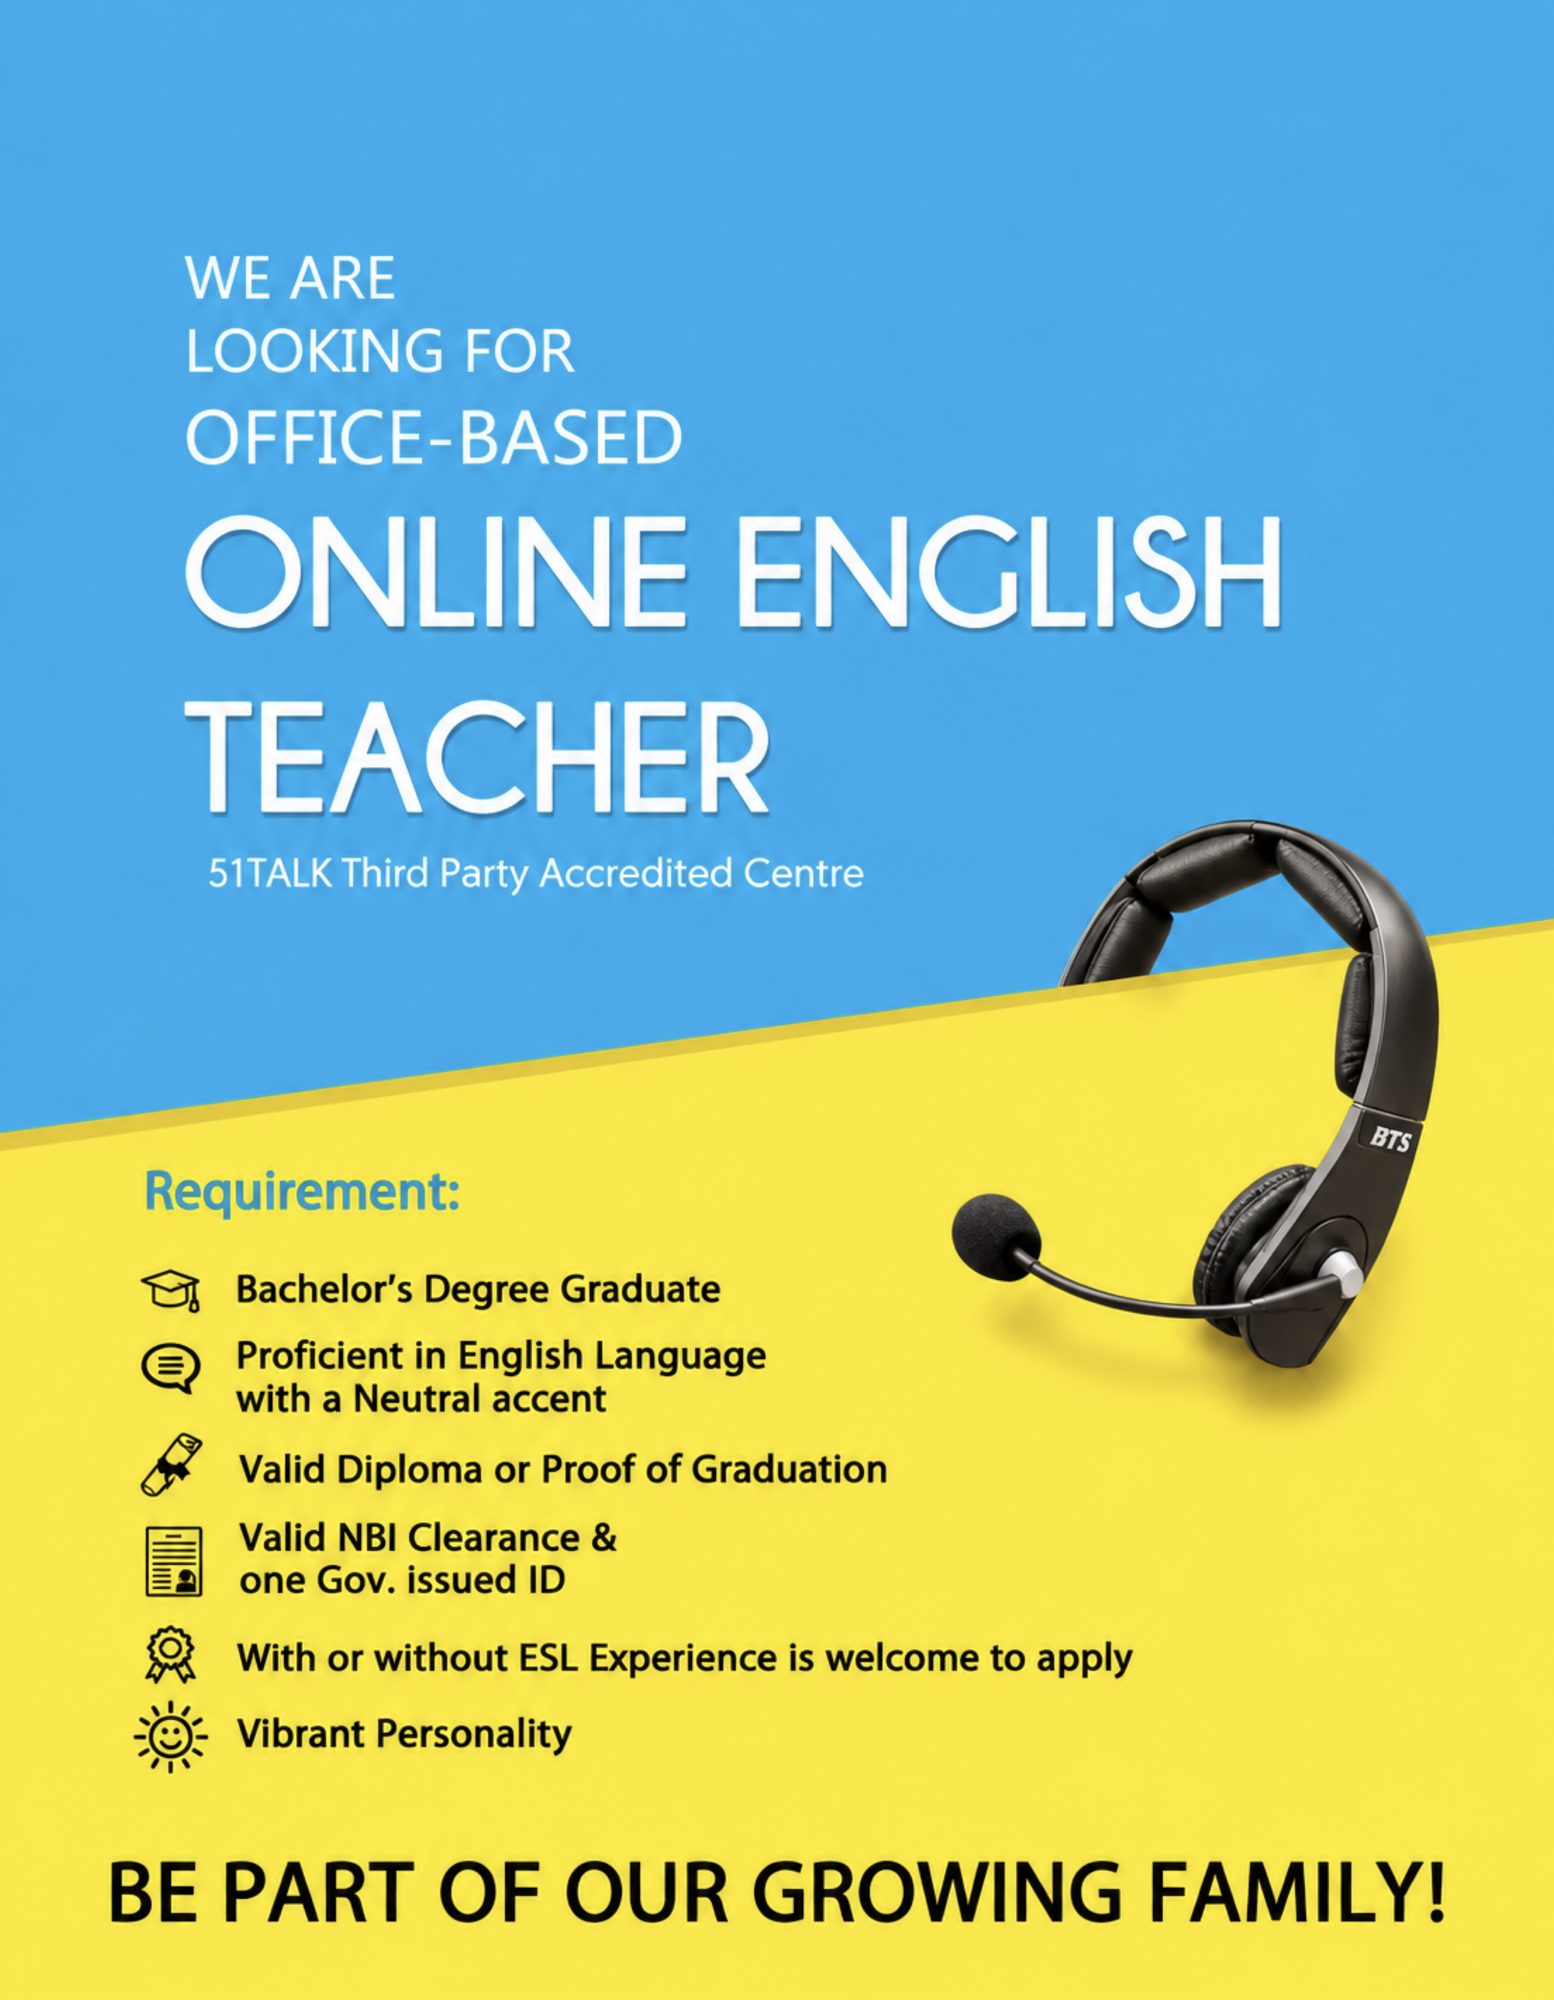 WE ARE
LOOKING FOR
OFFICE-BASED
ONLINE ENGLISH
TEACHER
51TALK Third Party Accredited Centre
BTS
Requirement:
Bachelor's Degree Graduate
Proficient in English Language
with a Neutral accent
Valid Diploma or Proof of Graduation
Valid NBI Clearance &
one Gov. issued ID
With or without ESL Experience is welcome to apply
Vibrant Personality
BE PART OF OUR GROWING FAMILY!